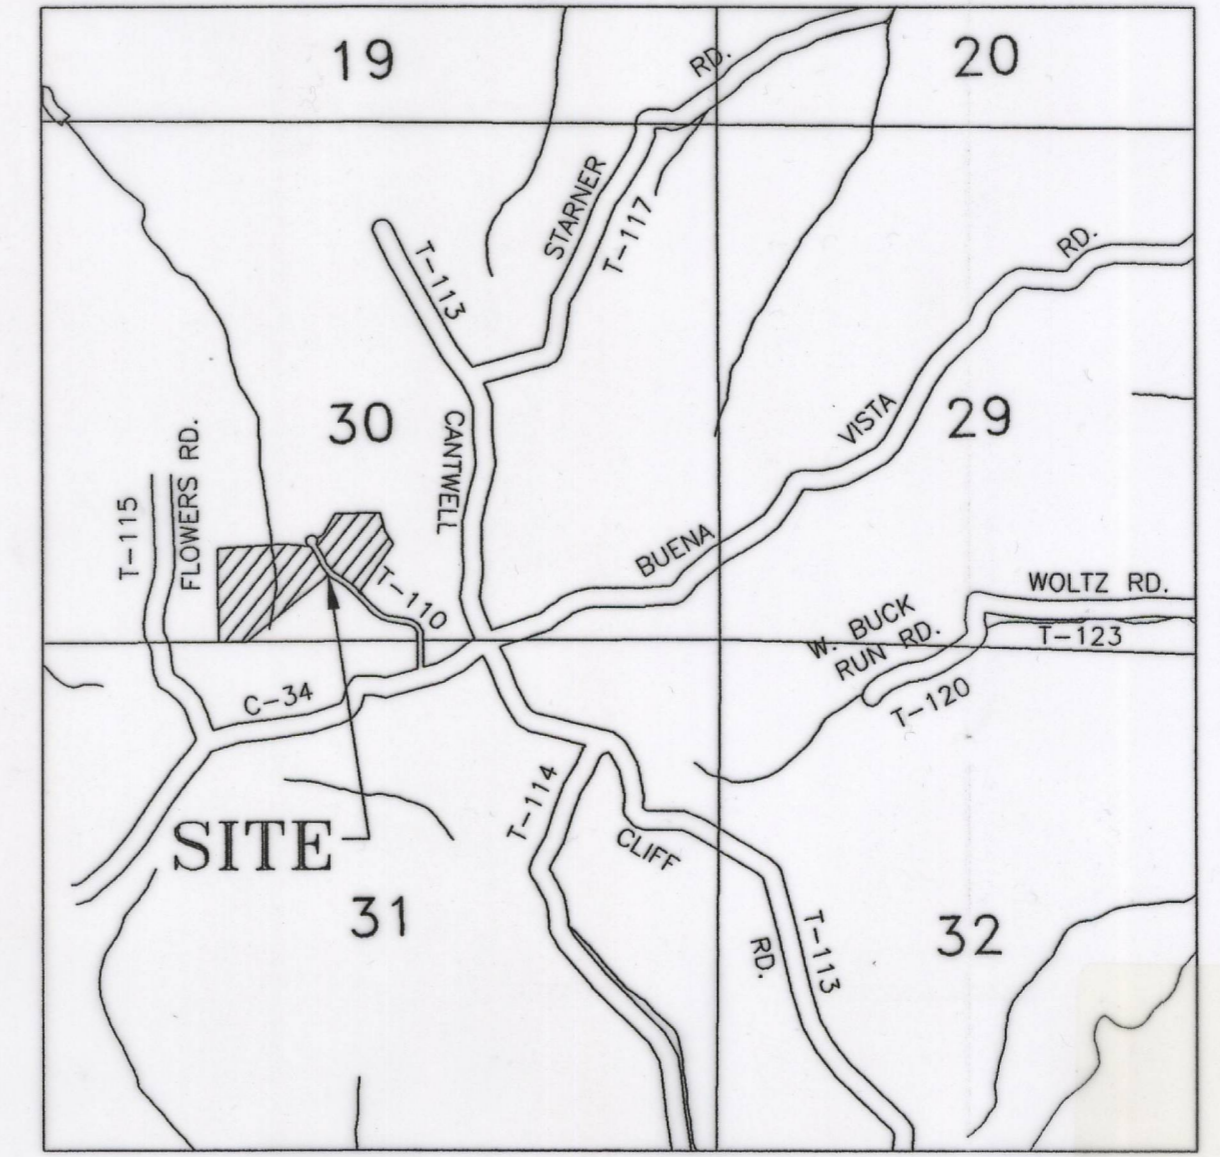 19
20
STARNER RD.
T-117
T-113
RD.
30
CANTWELL
VISTA
29
T-115
FLOWERS RD.
BUENA
T-110
WOLTZ RD.
W. BUCK
RUN RD.
T-123
C-34
T-120
T-114
SITE
CLIFF
31
RD.
T-113
32